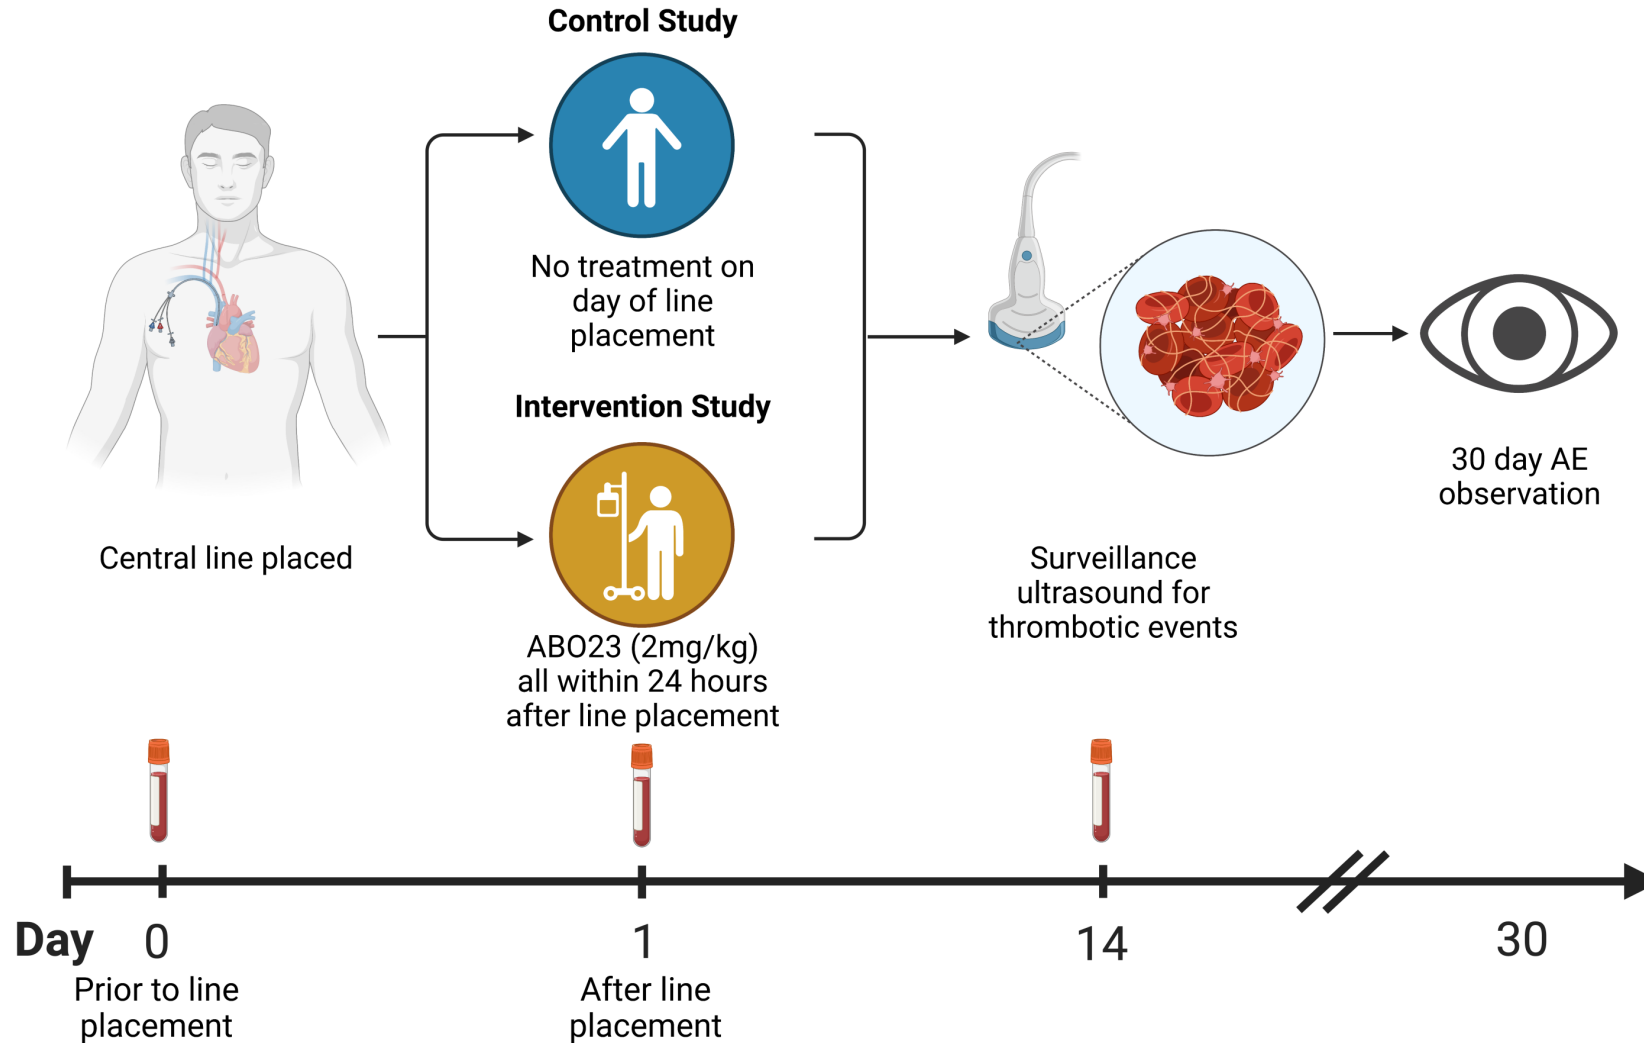 Control Study
No treatment on
day of line
placement
Intervention Study
ABO23 (2mg/kg)
all within 24 hours
after line placement
Central line placed
Surveillance
ultrasound for
thrombotic events
30 day AE
observation
Day 0 1 14 30
Prior to line
placement
After line
placement